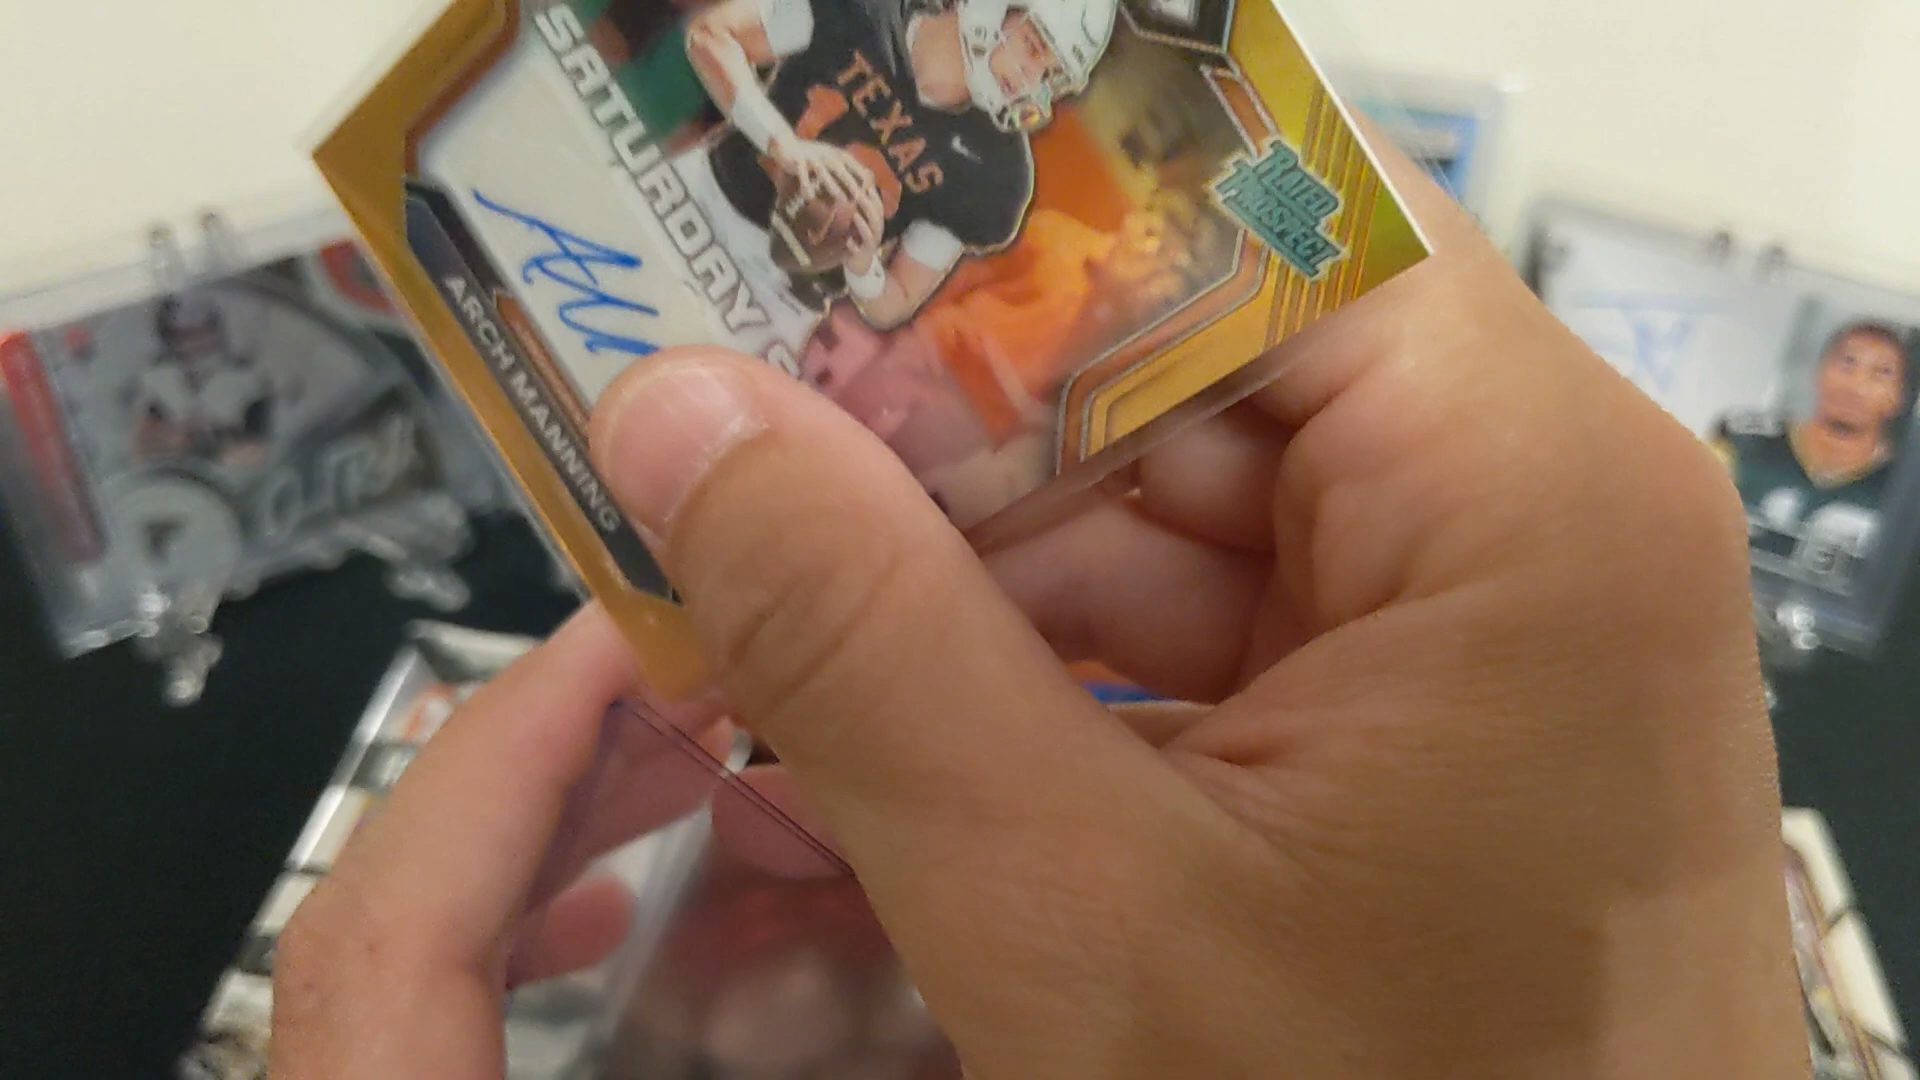 SATURDAY S
TEXAS
RATED
PROSPECT
ARCH MANNING